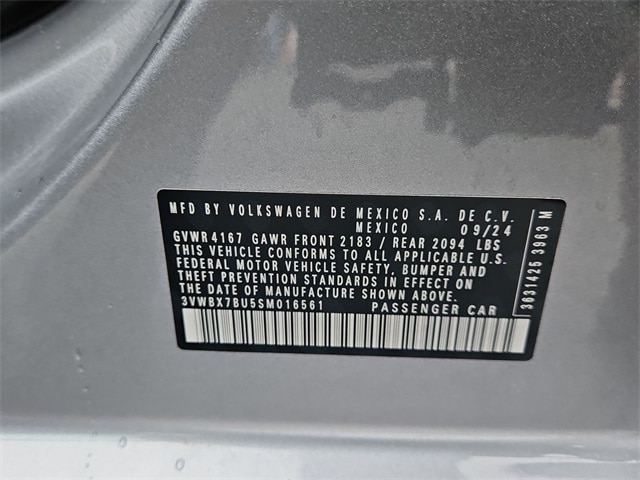 MFD BY VOLKSWAGEN DE MEXICO S.A. DE C.V.
MEXICO 09/24
GVWR 4167 GAWR FRONT 2183 / REAR 2094 LBS
THIS VEHICLE CONFORMS TO ALL APPLICABLE U.S.
FEDERAL MOTOR VEHICLE SAFETY, BUMPER AND
THEFT PREVENTION STANDARDS IN EFFECT ON
THE DATE OF MANUFACTURE SHOWN ABOVE.
3VWBX7BU5SM016561 PASSENGER CAR
3631425 3963 M